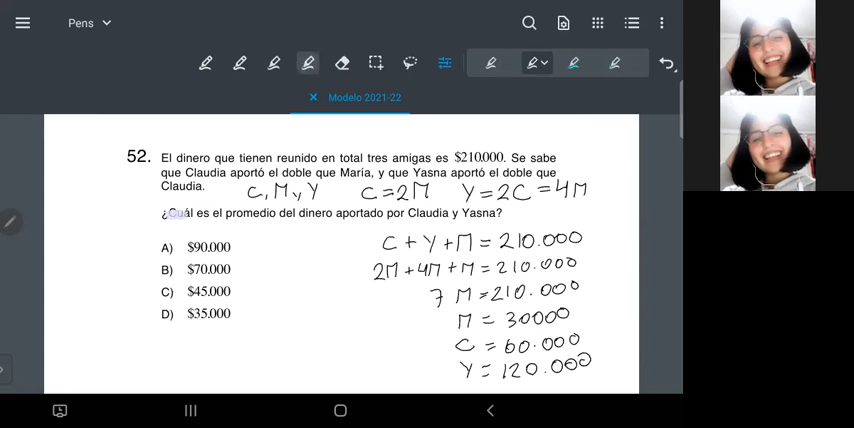 Pens
Modelo 2021-22
52. El dinero que tienen reunido en total tres amigas es $210.000. Se sabe
que Claudia aportó el doble que María, y que Yasna aportó el doble que
Claudia.
C, M y Y C=2M Y=2C=4M
¿Cuál es el promedio del dinero aportado por Claudia y Yasna?
A) $90.000
B) $70.000
C) $45.000
D) $35.000
C + Y + M = 210.000
2M + 4M + M = 210.000
7 M = 210.000
M = 30000
C = 60.000
Y = 120.000